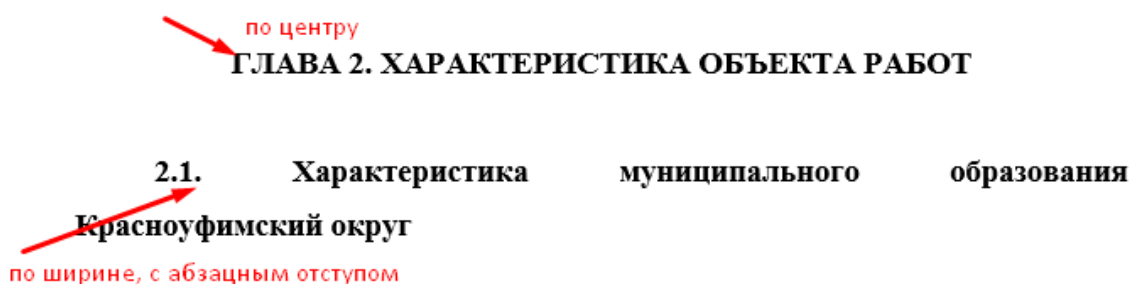 по центру
ГЛАВА 2. ХАРАКТЕРИСТИКА ОБЪЕКТА РАБОТ
2.1. Характеристика муниципального образования
Красноуфимский округ
по ширине, с абзацным отступом